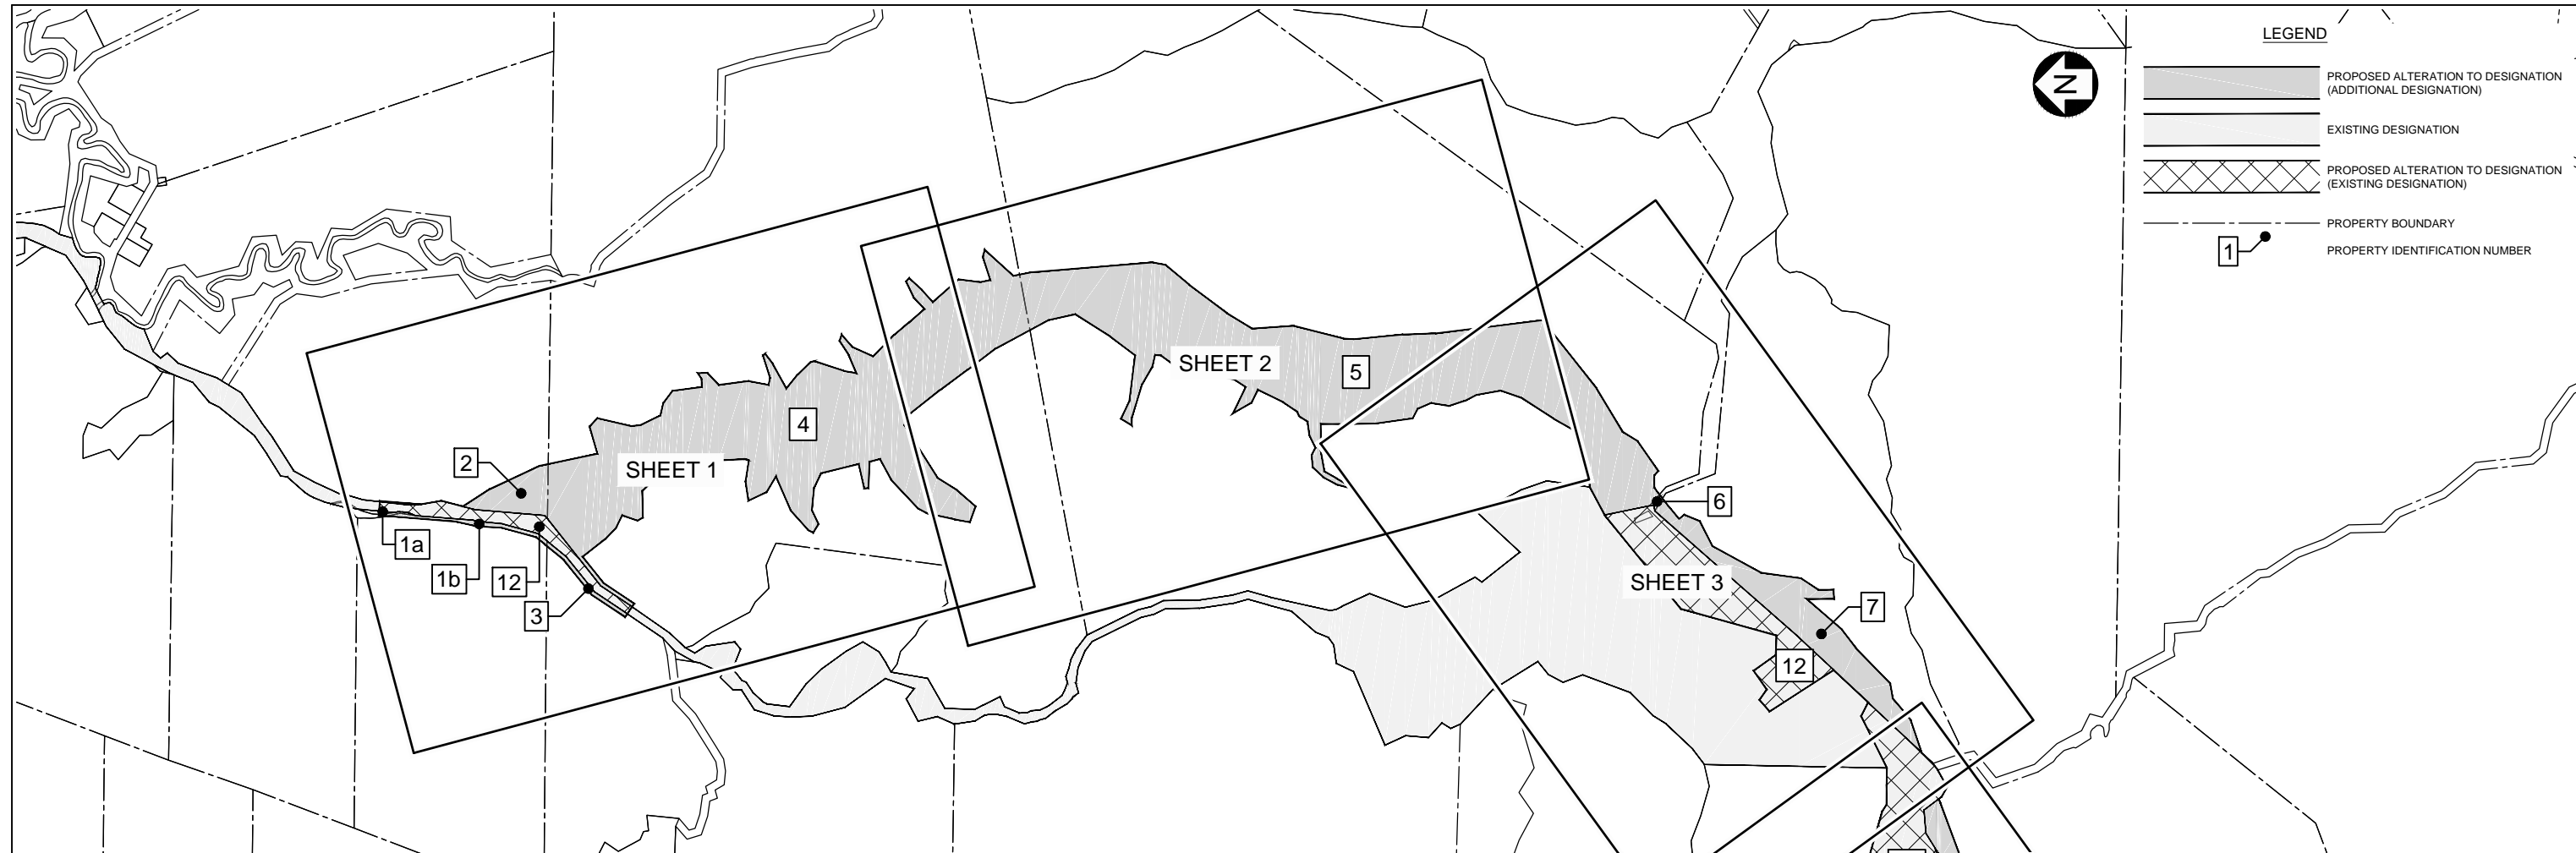 LEGEND
PROPOSED ALTERATION TO DESIGNATION
(ADDITIONAL DESIGNATION)
EXISTING DESIGNATION
PROPOSED ALTERATION TO DESIGNATION
(EXISTING DESIGNATION)
PROPERTY BOUNDARY
1
PROPERTY IDENTIFICATION NUMBER
N
SHEET 2
5
4
2
SHEET 1
6
1a
1b
12
3
SHEET 3
7
12